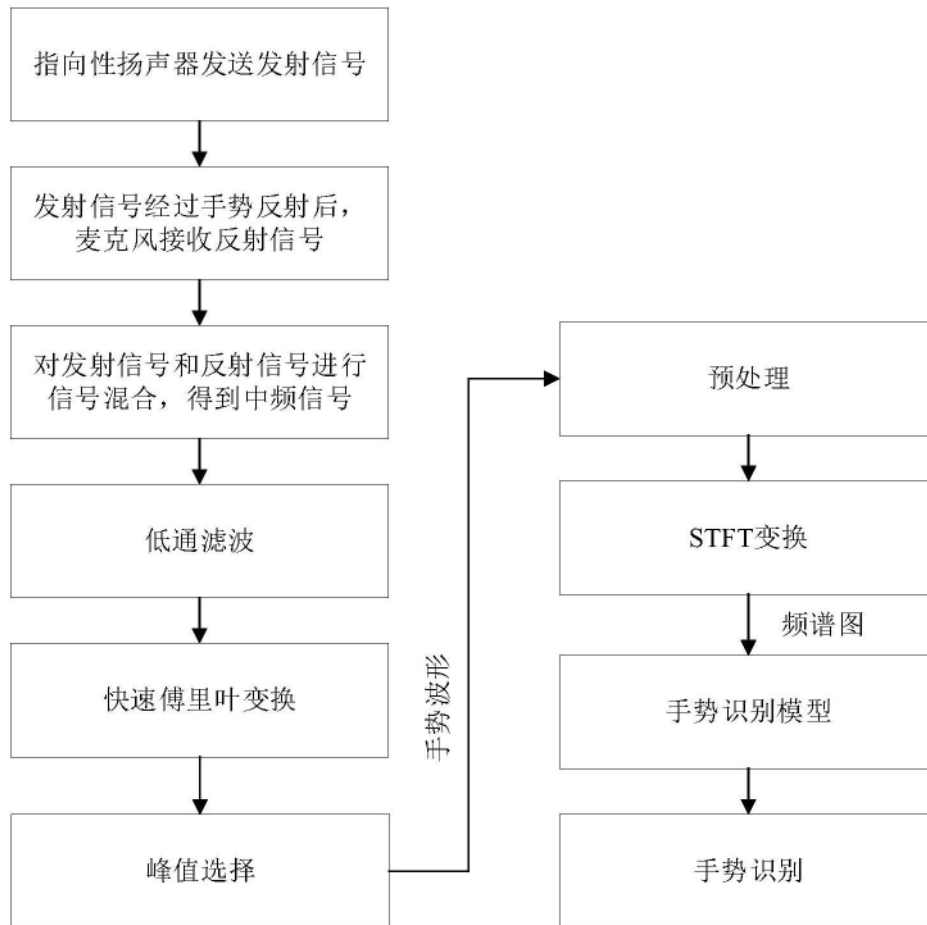 指向性扬声器发送发射信号
发射信号经过手势反射后，
麦克风接收反射信号
对发射信号和反射信号进行
信号混合，得到中频信号
低通滤波
快速傅里叶变换
峰值选择
手势波形
预处理
STFT变换
频谱图
手势识别模型
手势识别